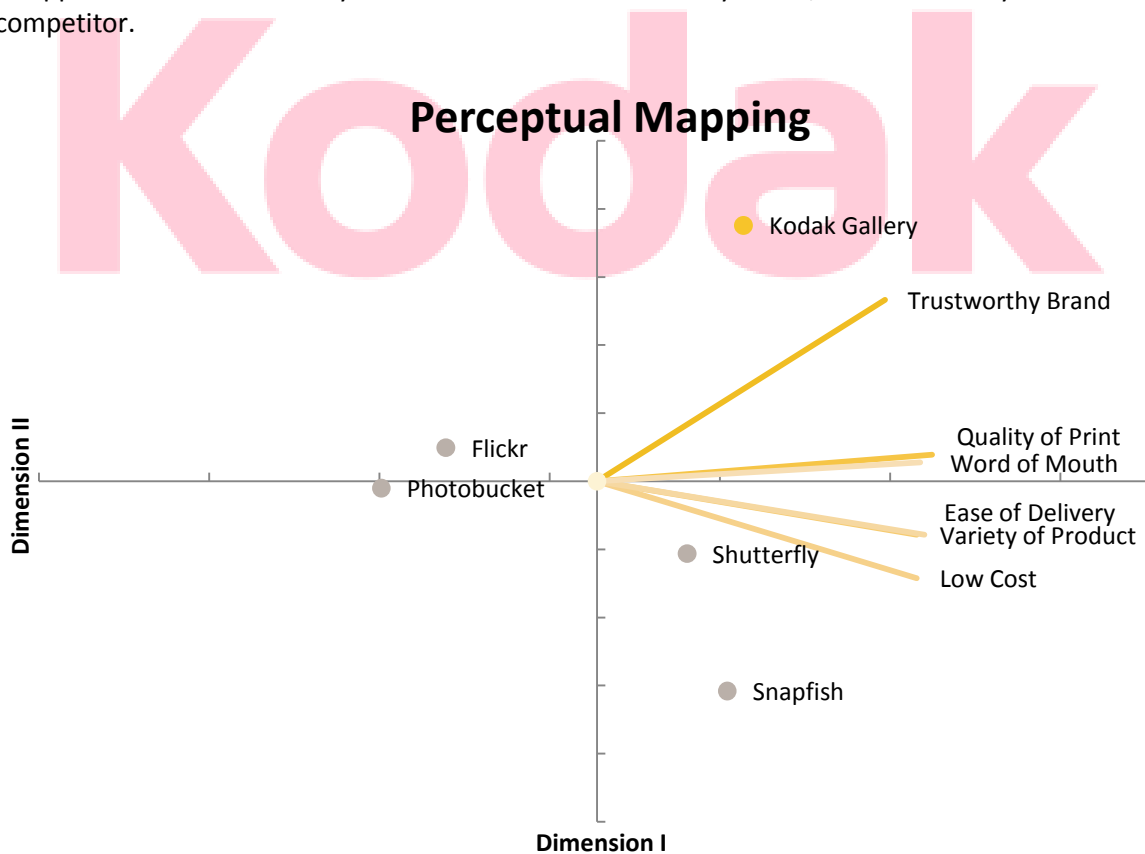 competitor.
Kodak
Perceptual Mapping
Kodak Gallery
Trustworthy Brand
Quality of Print
Word of Mouth
Flickr
Photobucket
Ease of Delivery
Variety of Product
Shutterfly
Low Cost
Snapfish
Dimension II
Dimension I